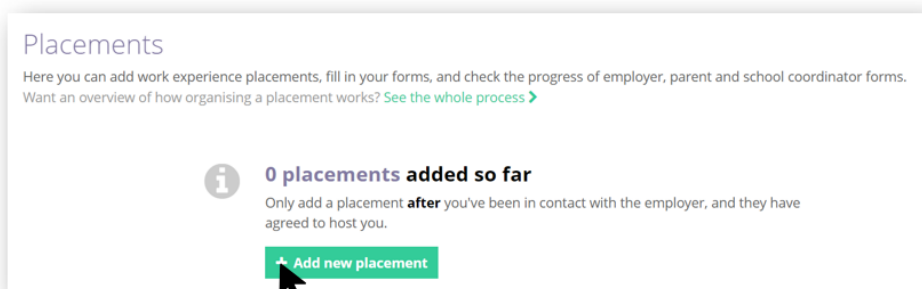 Placements
Here you can add work experience placements, fill in your forms, and check the progress of employer, parent and school coordinator forms.
Want an overview of how organising a placement works? See the whole process >
0 placements added so far
Only add a placement after you've been in contact with the employer, and they have
agreed to host you.
+ Add new placement